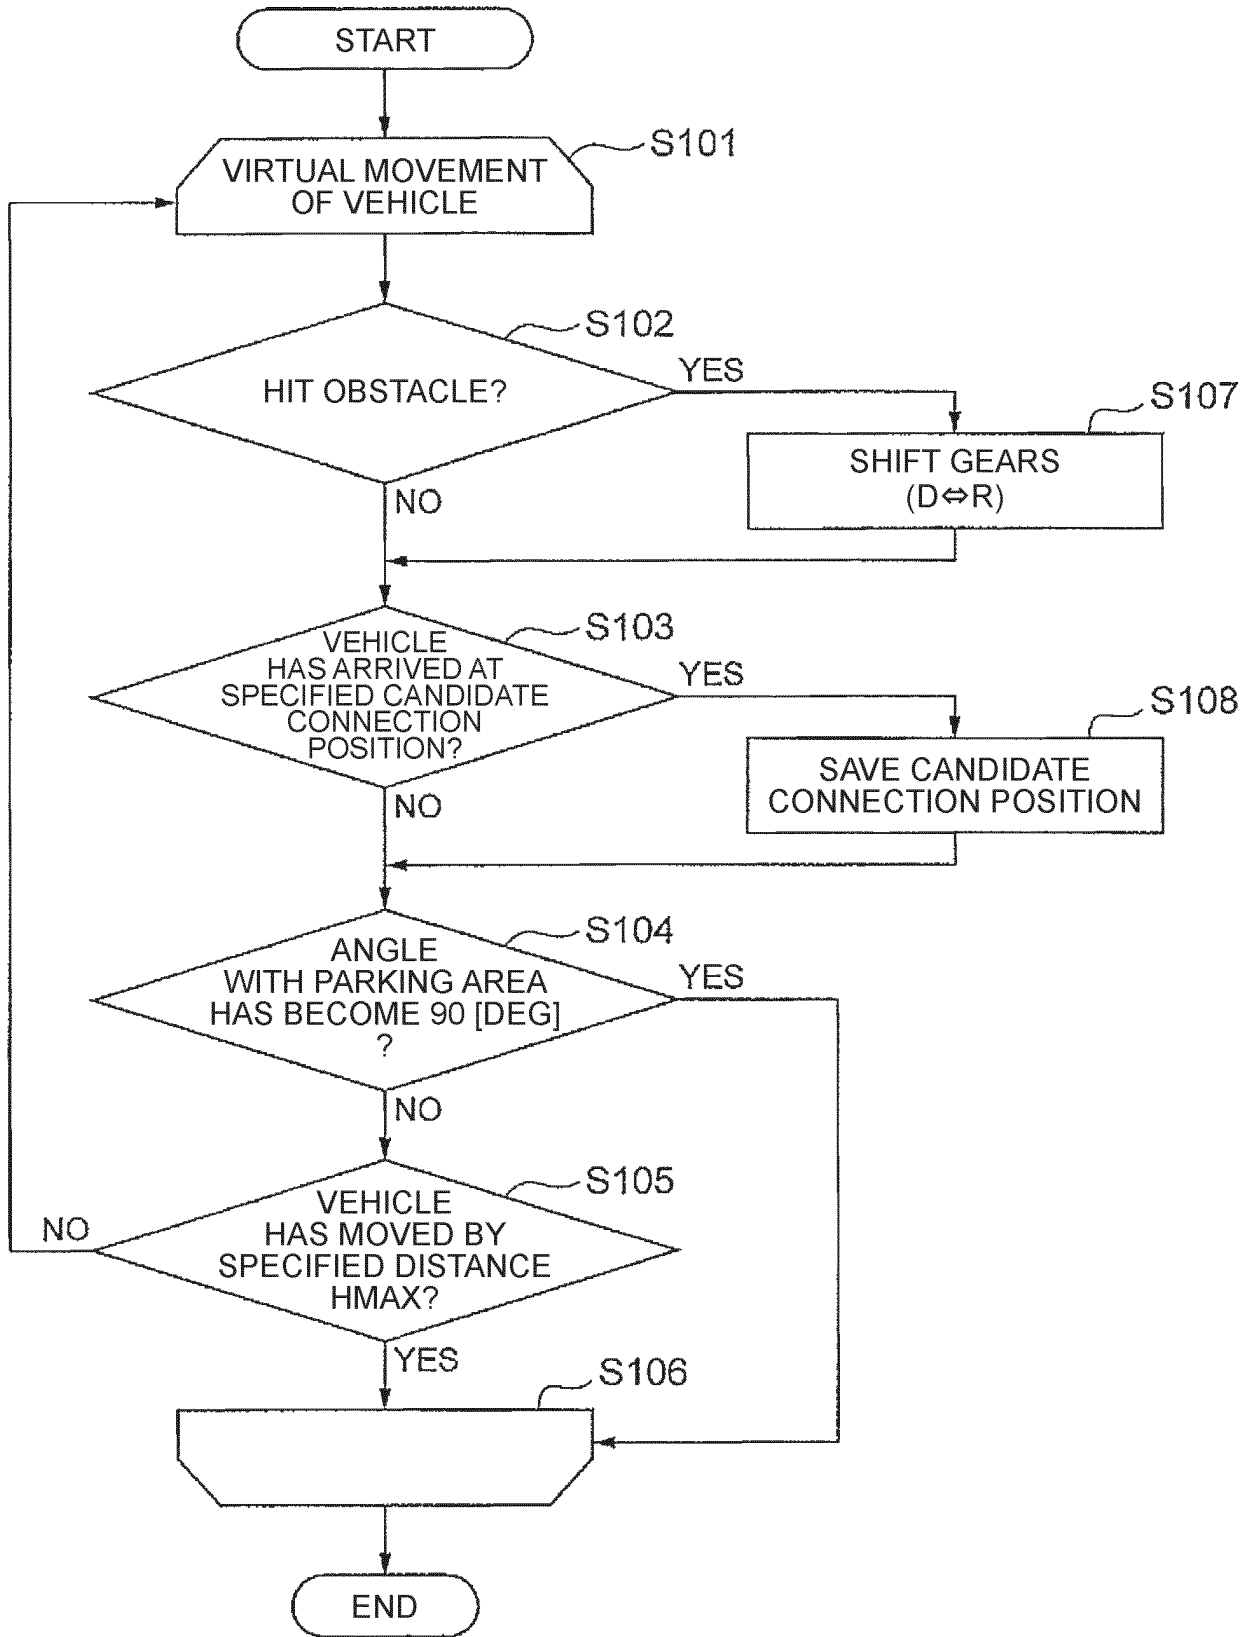 START
S101
VIRTUAL MOVEMENT
OF VEHICLE
S102
HIT OBSTACLE?
YES
S107
SHIFT GEARS
(D⇔R)
NO
S103
VEHICLE
HAS ARRIVED AT
SPECIFIED CANDIDATE
CONNECTION
POSITION?
YES
S108
SAVE CANDIDATE
CONNECTION POSITION
NO
S104
ANGLE
WITH PARKING AREA
HAS BECOME 90 [DEG]
?
YES
NO
S105
VEHICLE
HAS MOVED BY
SPECIFIED DISTANCE
HMAX?
NO
YES
S106
END